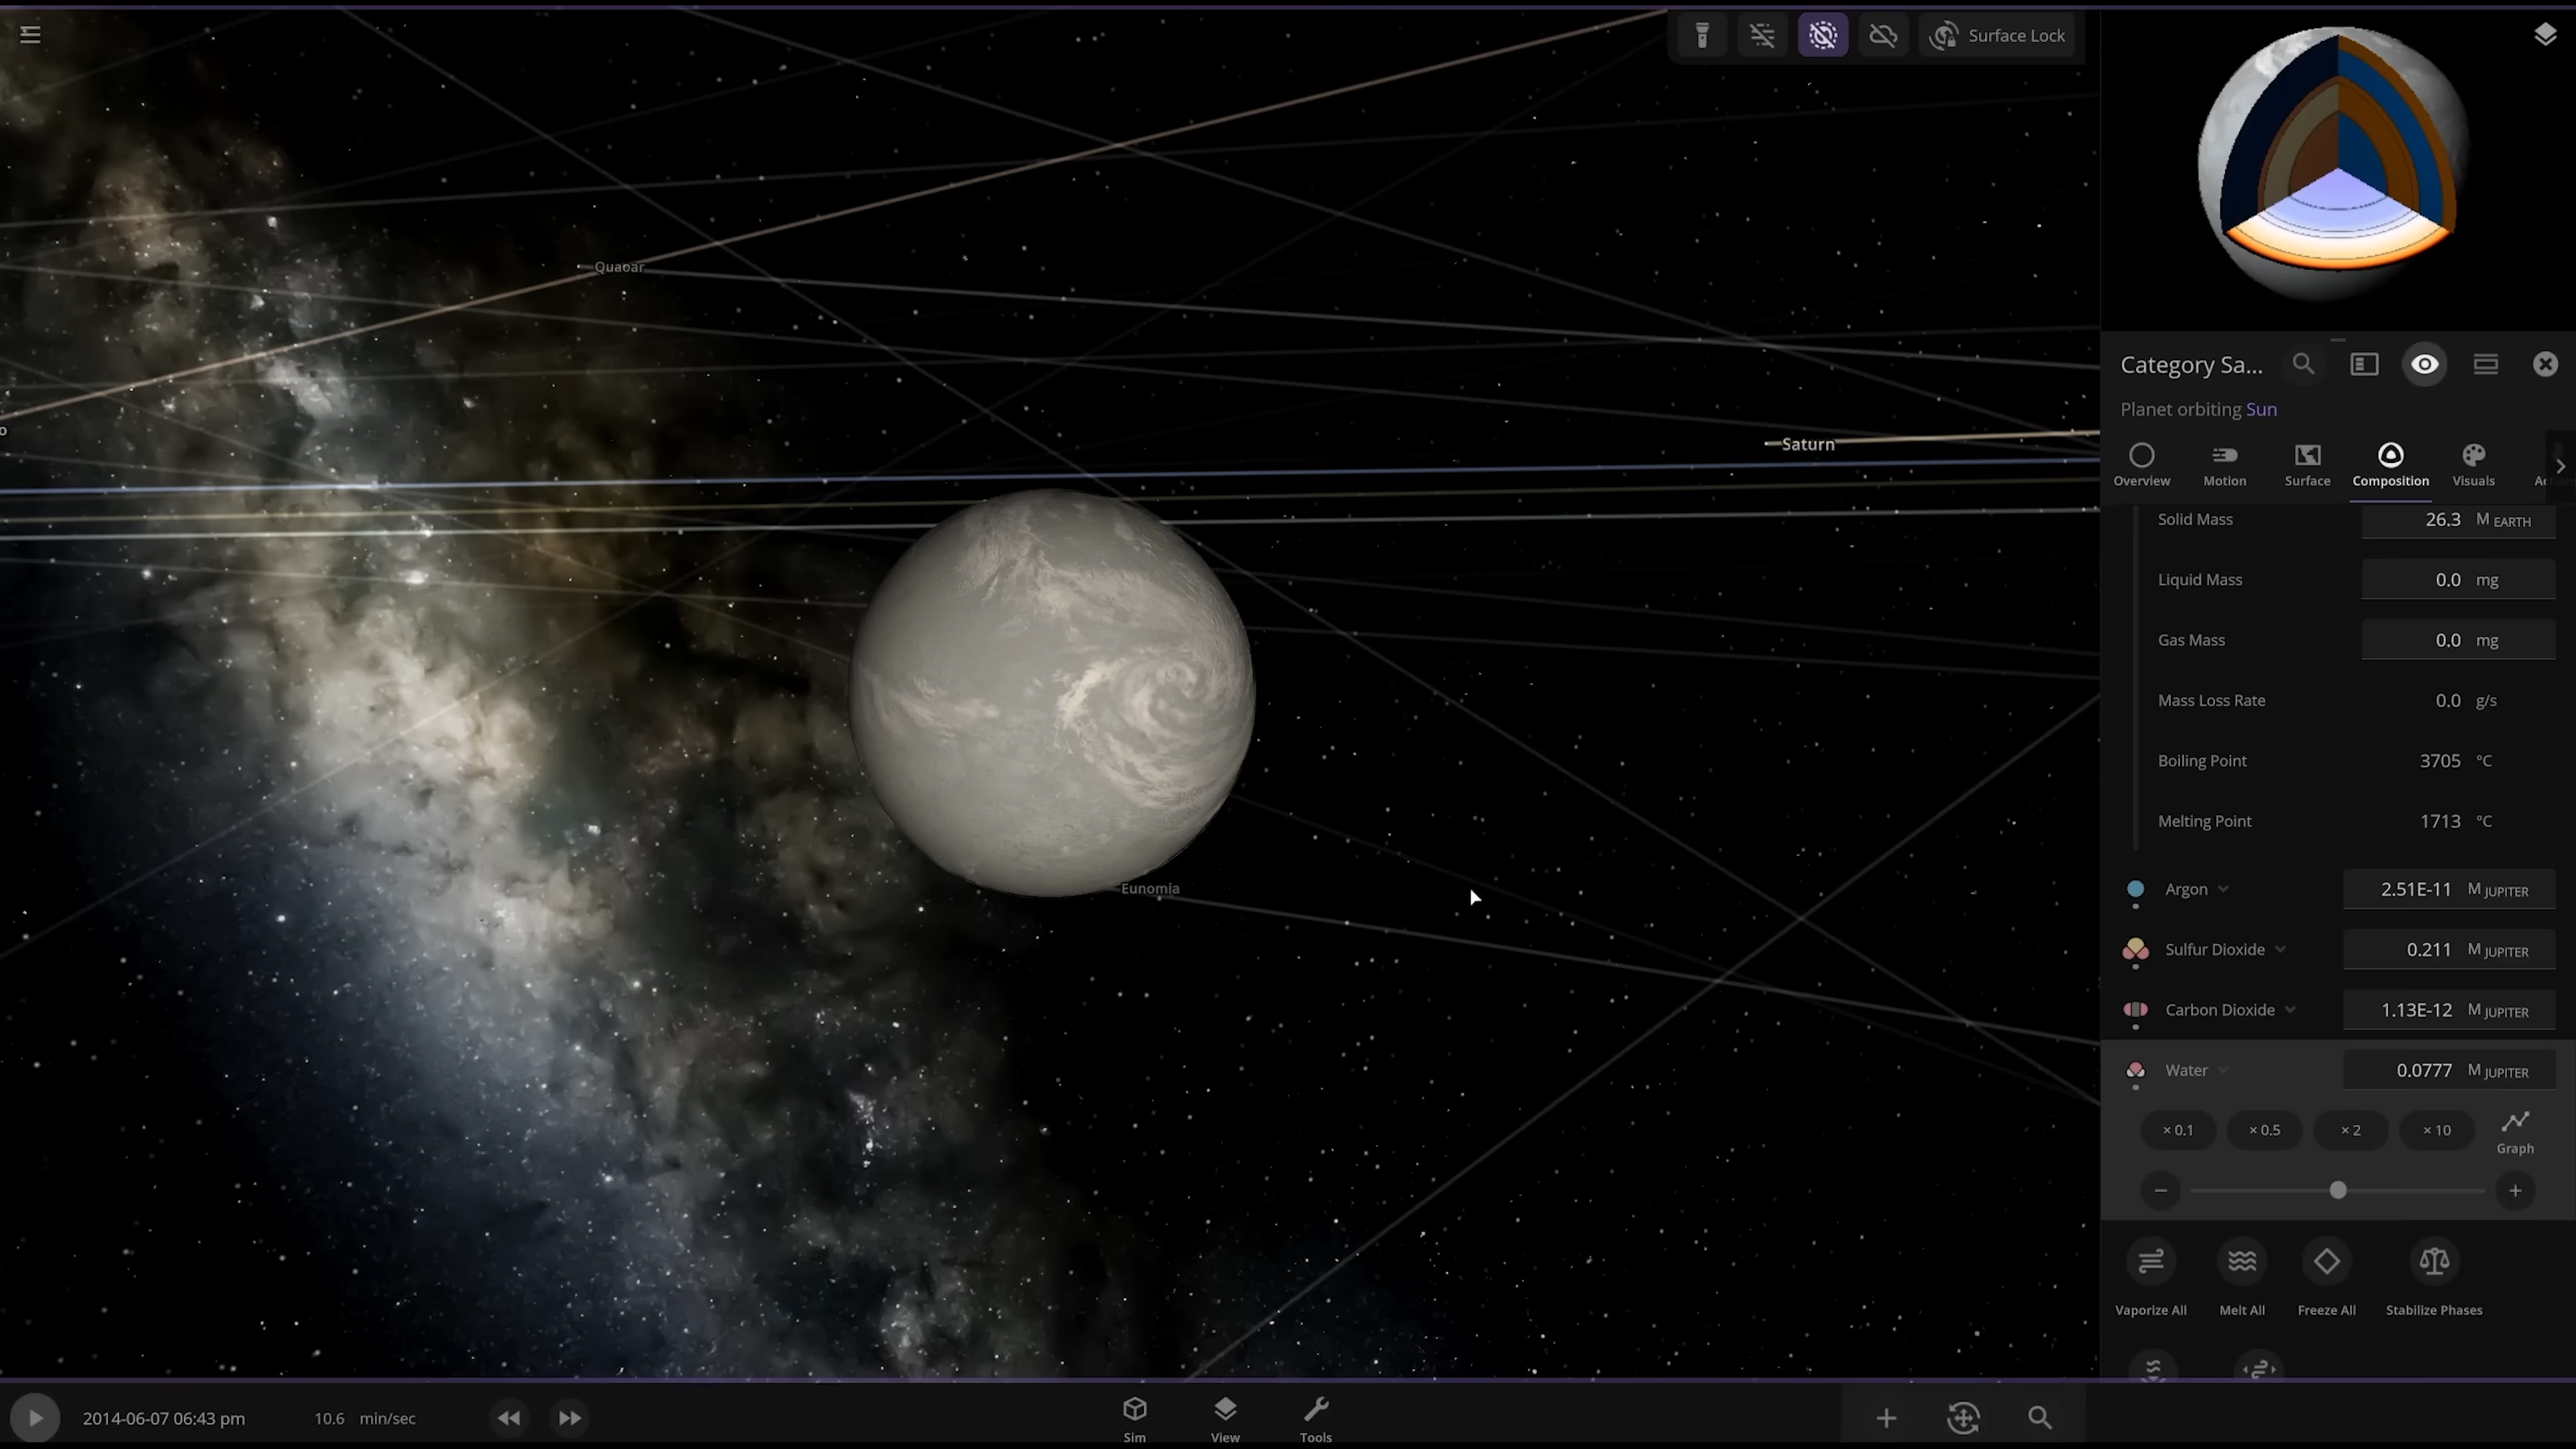 Surface Lock
Quaoar
o
Saturn
Eunomia
Category Sa...
Planet orbiting Sun
Overview
Motion
Surface
Composition
Visuals
Solid Mass 26.3 M EARTH
Liquid Mass 0.0 mg
Gas Mass 0.0 mg
Mass Loss Rate 0.0 g/s
Boiling Point 3705 °C
Melting Point 1713 °C
Argon 2.51E-11 M JUPITER
Sulfur Dioxide 0.211 M JUPITER
Carbon Dioxide 1.13E-12 M JUPITER
Water 0.0777 M JUPITER
× 0.1 × 0.5 × 2 × 10
Graph
Vaporize All Melt All Freeze All Stabilize Phases
2014-06-07 06:43 pm 10.6 min/sec
Sim View Tools